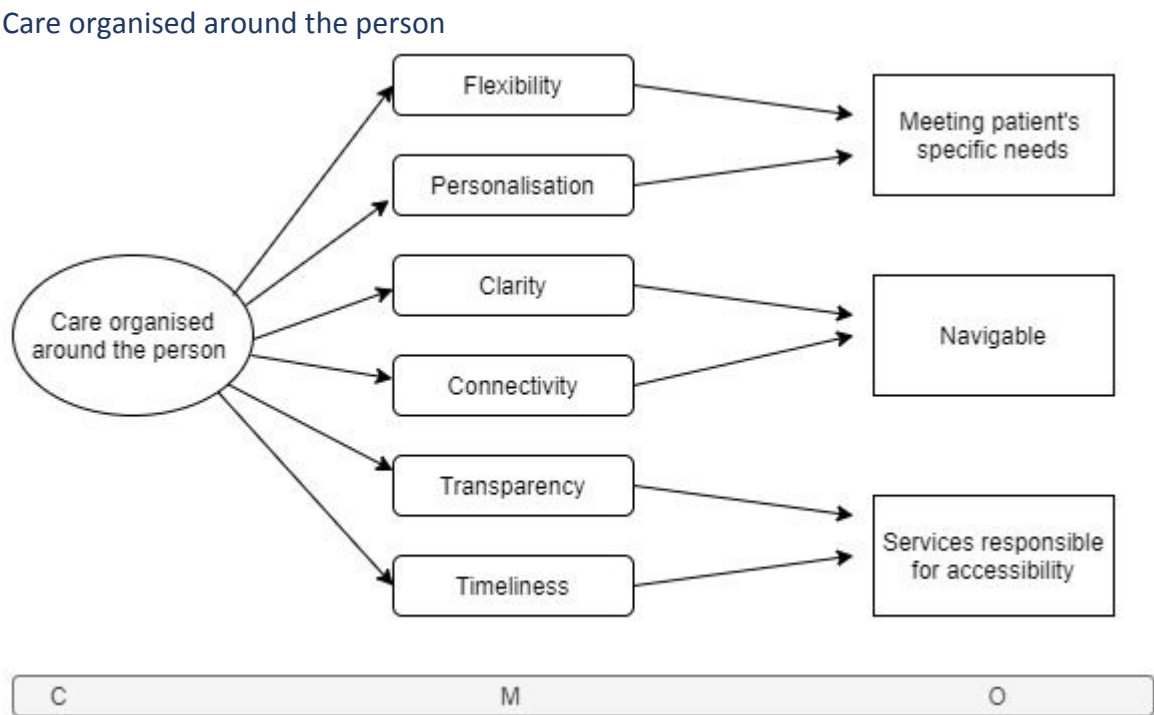 Care organised around the person
Flexibility
Personalisation
Clarity
Connectivity
Transparency
Timeliness
Care organised
around the person
Meeting patient's
specific needs
Navigable
Services responsible
for accessibility
C
M
O